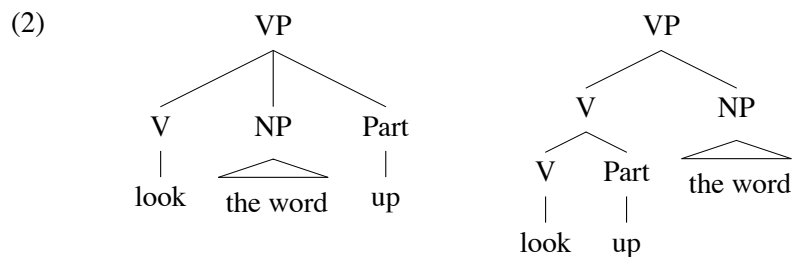 (2) VP VP
V NP Part V NP
look the word up V Part the word
look up